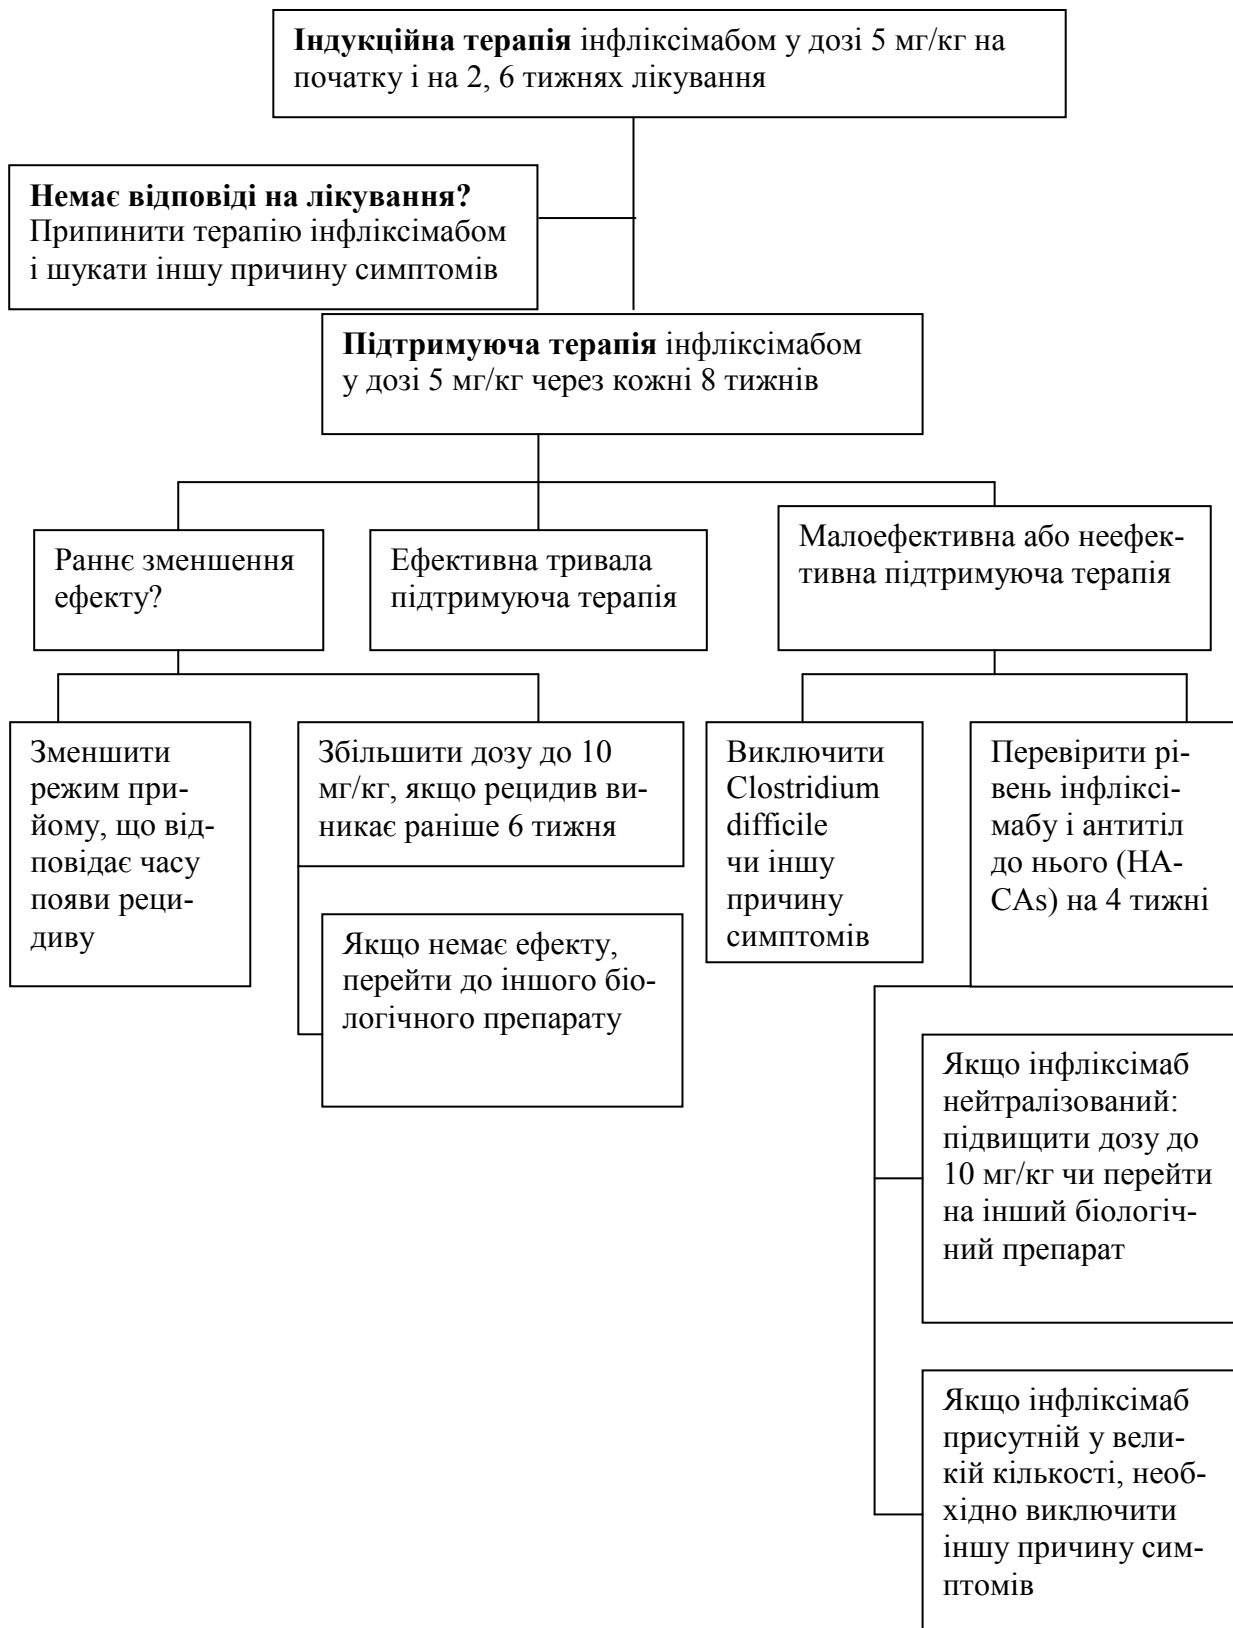 Індукційна терапія інфліксімабом у дозі 5 мг/кг на
початку і на 2, 6 тижнях лікування
Немає відповіді на лікування?
Припинити терапію інфліксімабом
і шукати іншу причину симптомів
Підтримуюча терапія інфліксімабом
у дозі 5 мг/кг через кожні 8 тижнів
Раннє зменшення
ефекту?
Ефективна тривала
підтримуюча терапія
Малоефективна або неефек-
тивна підтримуюча терапія
Зменшити
режим при-
йому, що від-
повідає часу
появи реци-
диву
Збільшити дозу до 10
мг/кг, якщо рецидив ви-
никає раніше 6 тижня
Якщо немає ефекту,
перейти до іншого біо-
логічного препарату
Виключити
Clostridium
difficile
чи іншу
причину
симптомів
Перевірити рі-
вень інфліксі-
мабу і антитіл
до нього (HA-
CAs) на 4 тижні
Якщо інфліксімаб
нейтралізований:
підвищити дозу до
10 мг/кг чи перейти
на інший біологіч-
ний препарат
Якщо інфліксімаб
присутній у вели-
кій кількості, необ-
хідно виключити
іншу причину сим-
птомів